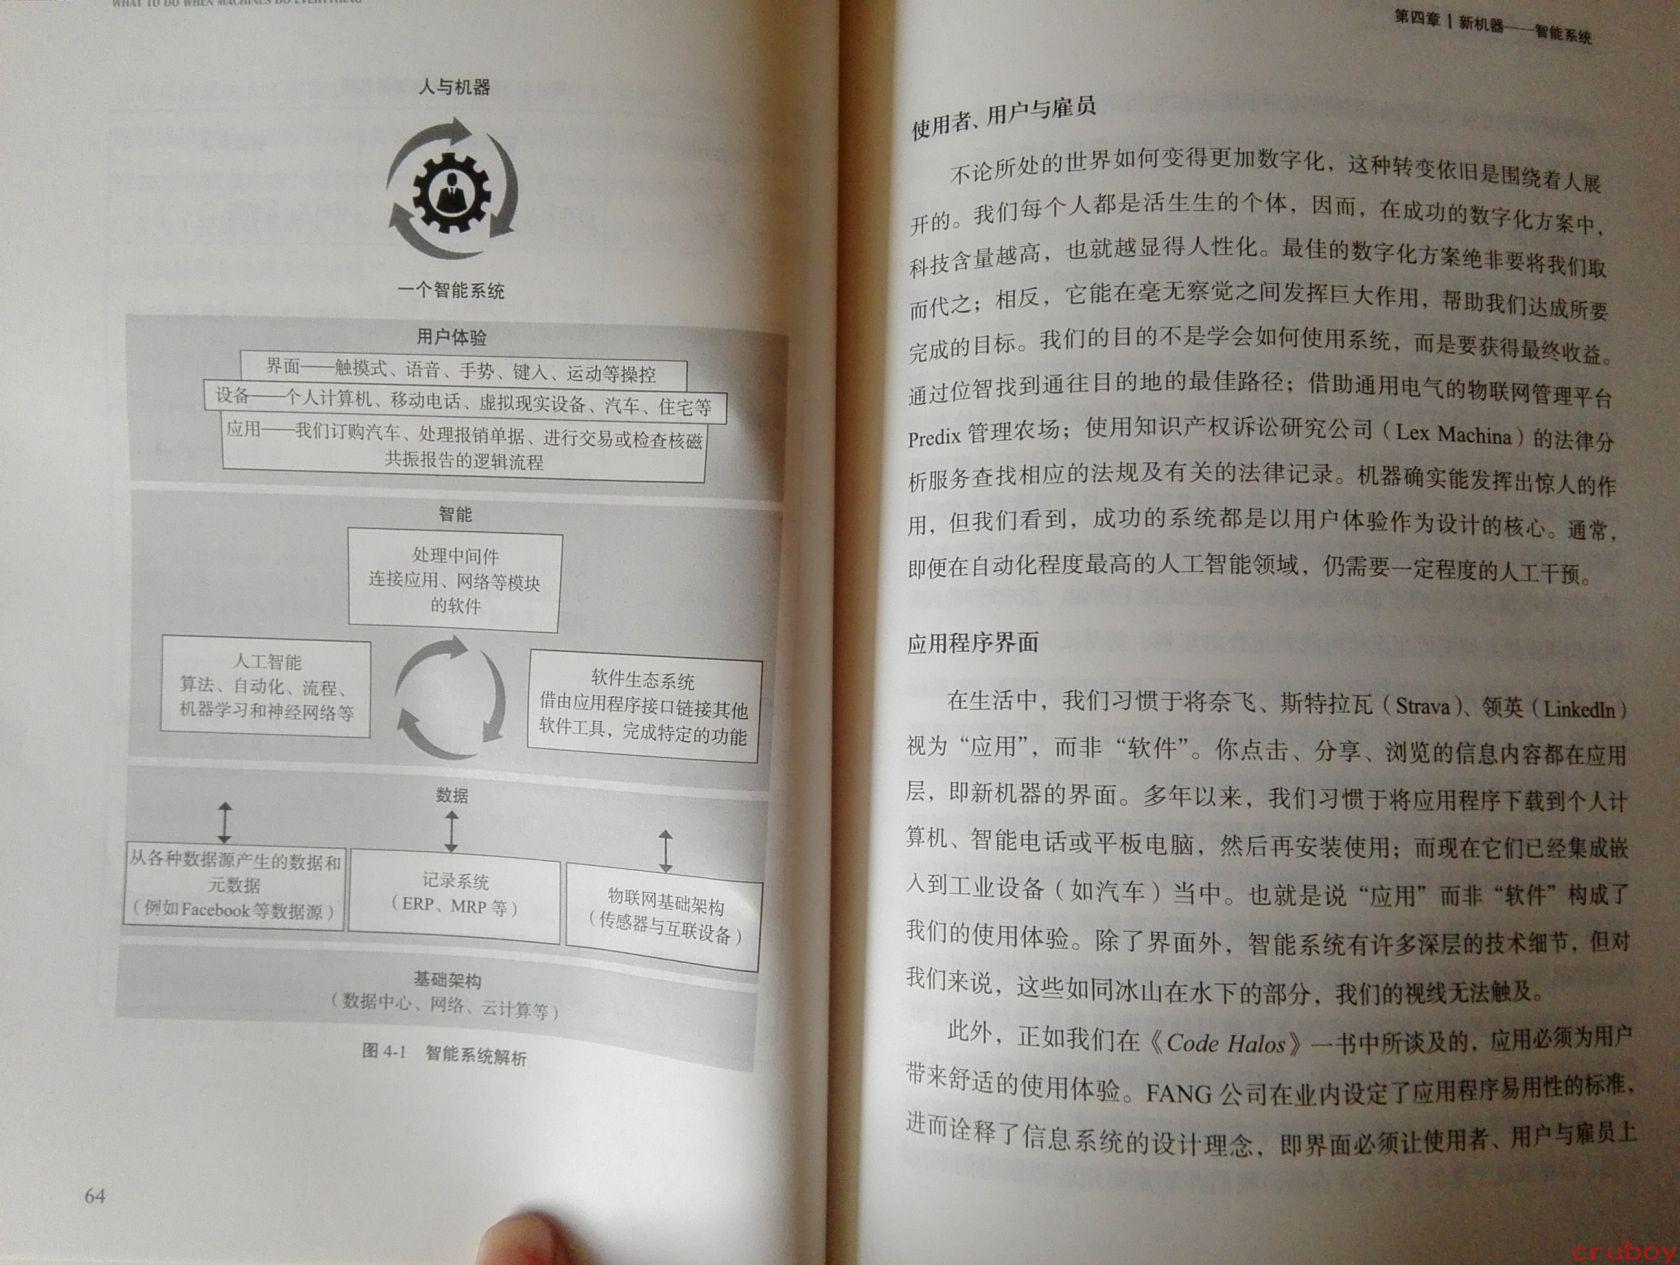 WHAT TO DO WHEN MACHINES DO EVERYTHING
人与机器
一个智能系统
用户体验
界面——触摸式、语音、手势、键入、运动等操控
设备——个人计算机、移动电话、虚拟现实设备、汽车、住宅等
应用——我们订购汽车、处理报销单据、进行交易或检查核磁
共振报告的逻辑流程
智能
处理中间件
连接应用、网络等模块
的软件
人工智能
算法、自动化、流程、
机器学习和神经网络等
软件生态系统
借由应用程序接口链接其他
软件工具，完成特定的功能
数据
从各种数据源产生的数据和
元数据
（例如Facebook等数据源）
记录系统
（ERP、MRP 等）
物联网基础架构
（传感器与互联设备）
基础架构
（数据中心、网络、云计算等）
图 4-1 智能系统解析
64
第四章 | 新机器——智能系统
使用者、用户与雇员
不论所处的世界如何变得更加数字化，这种转变依旧是围绕着人展
开的。我们每个人都是活生生的个体，因而，在成功的数字化方案中，
科技含量越高，也就越显得人性化。最佳的数字化方案绝非要将我们取
而代之；相反，它能在毫无察觉之间发挥巨大作用，帮助我们达成所要
完成的目标。我们的目的不是学会如何使用系统，而是要获得最终收益。
通过位智找到通往目的地的最佳路径；借助通用电气的物联网管理平台
Predix 管理农场；使用知识产权诉讼研究公司（Lex Machina）的法律分
析服务查找相应的法规及有关的法律记录。机器确实能发挥出惊人的作
用，但我们看到，成功的系统都是以用户体验作为设计的核心。通常，
即便在自动化程度最高的人工智能领域，仍需要一定程度的人工干预。
应用程序界面
在生活中，我们习惯于将奈飞、斯特拉瓦（Strava）、领英（LinkedIn）
视为“应用”，而非“软件”。你点击、分享、浏览的信息内容都在应用
层，即新机器的界面。多年以来，我们习惯于将应用程序下载到个人计
算机、智能电话或平板电脑，然后再安装使用；而现在它们已经集成嵌
入到工业设备（如汽车）当中。也就是说“应用”而非“软件”构成了
我们的使用体验。除了界面外，智能系统有许多深层的技术细节，但对
我们来说，这些如同冰山在水下的部分，我们的视线无法触及。
此外，正如我们在《Code Halos》一书中所谈及的，应用必须为用户
带来舒适的使用体验。FANG 公司在业内设定了应用程序易用性的标准，
进而诠释了信息系统的设计理念，即界面必须让使用者、用户与雇员上
cruboy